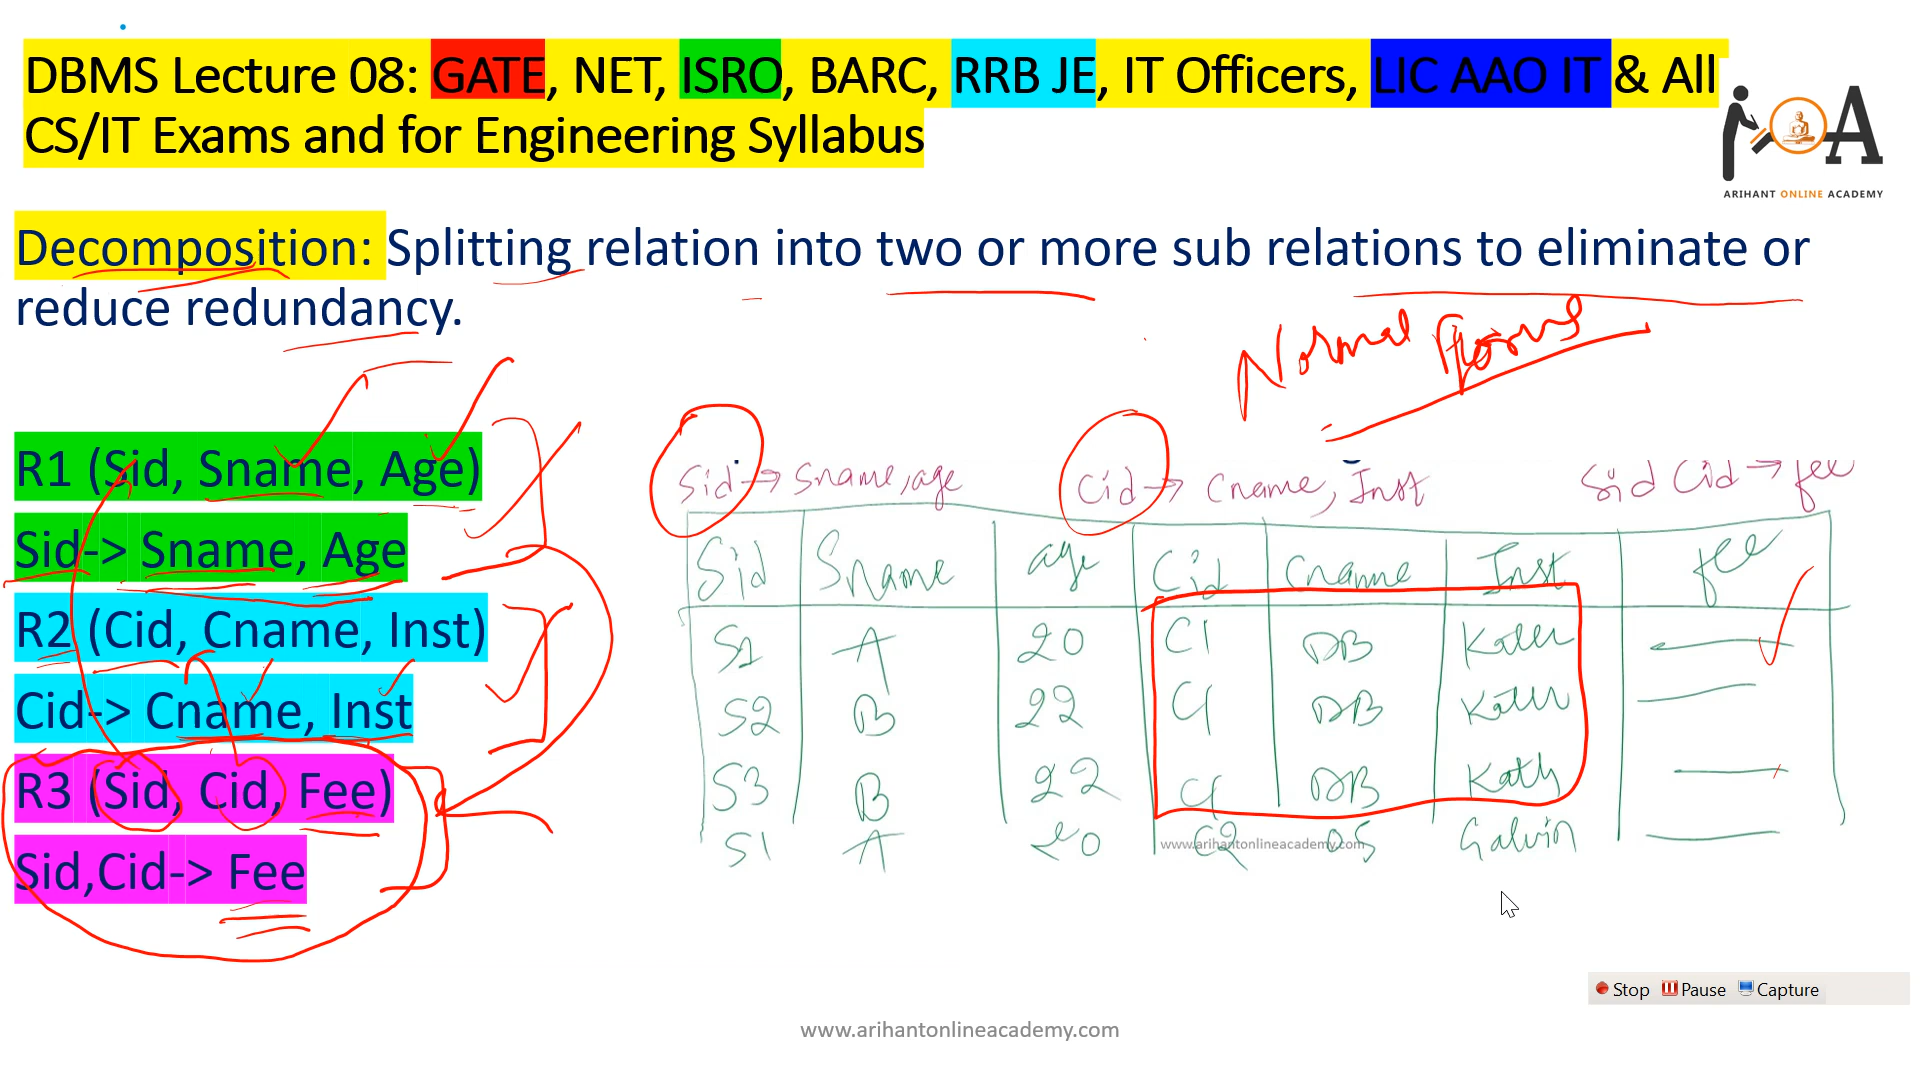 DBMS Lecture 08: GATE, NET, ISRO, BARC, RRB JE, IT Officers, LIC AAO IT & All
CS/IT Exams and for Engineering Syllabus
ARIHANT ONLINE ACADEMY
Decomposition: Splitting relation into two or more sub relations to eliminate or
reduce redundancy.
Normal Forms
R1 (Sid, Sname, Age)
Sid-> Sname, Age
R2 (Cid, Cname, Inst)
Cid-> Cname, Inst
R3 (Sid, Cid, Fee)
Sid,Cid-> Fee
Sid → Sname, age Cid → Cname, Inst Sid Cid → fee
Sid Sname age Cid Cname Inst fee
S1 A 20 C1 DB Korth
S2 B 22 C1 DB Korth
S3 B 22 C1 DB Korth
S1 A 20 C2 OS Galvin
www.arihantonlineacademy.com
Stop Pause Capture
www.arihantonlineacademy.com